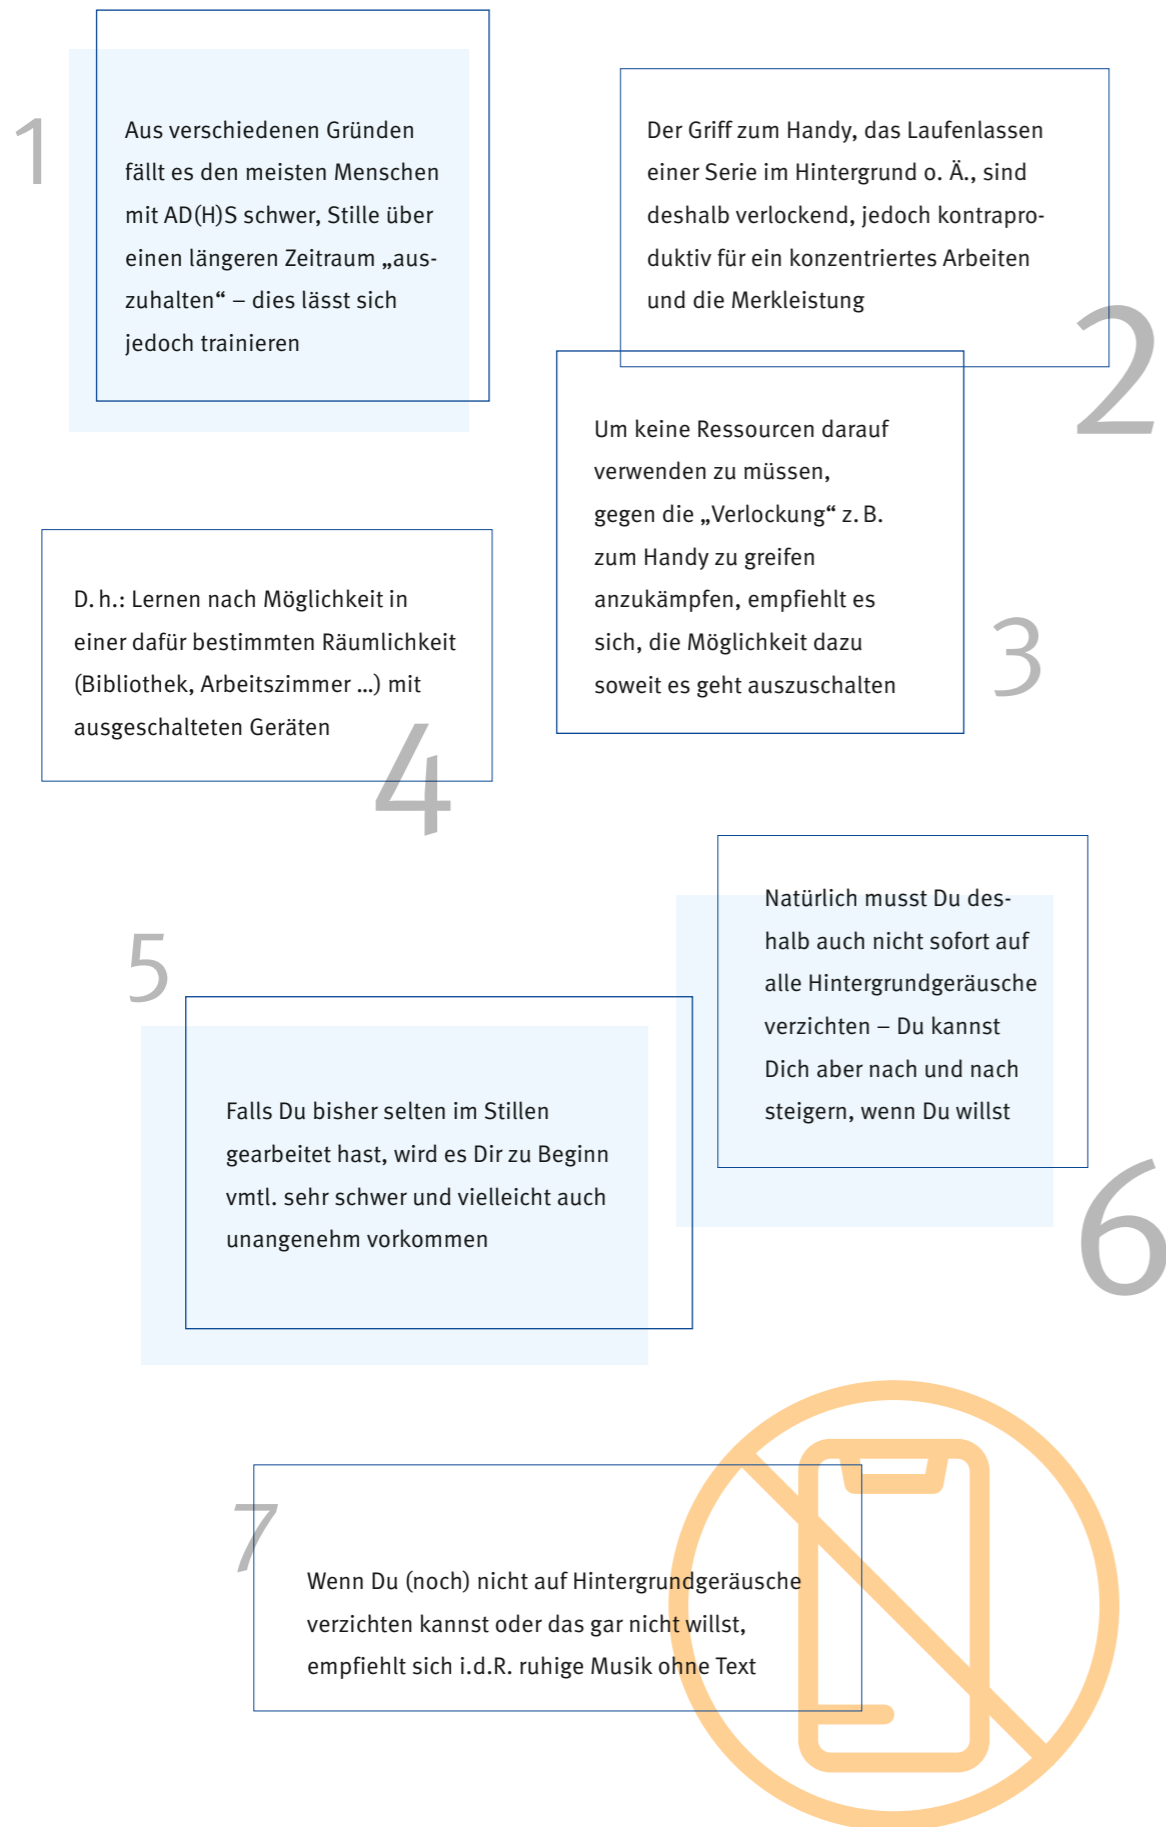 1
Aus verschiedenen Gründen
fällt es den meisten Menschen
mit AD(H)S schwer, Stille über
einen längeren Zeitraum „aus-
zuhalten“ – dies lässt sich
jedoch trainieren
Der Griff zum Handy, das Laufenlassen
einer Serie im Hintergrund o. Ä., sind
deshalb verlockend, jedoch kontrapro-
duktiv für ein konzentriertes Arbeiten
und die Merkleistung
2
Um keine Ressourcen darauf
verwenden zu müssen,
gegen die „Verlockung“ z. B.
zum Handy zu greifen
anzukämpfen, empfiehlt es
sich, die Möglichkeit dazu
soweit es geht auszuschalten
3
D. h.: Lernen nach Möglichkeit in
einer dafür bestimmten Räumlichkeit
(Bibliothek, Arbeitszimmer …) mit
ausgeschalteten Geräten
4
5
Falls Du bisher selten im Stillen
gearbeitet hast, wird es Dir zu Beginn
vmtl. sehr schwer und vielleicht auch
unangenehm vorkommen
Natürlich musst Du des-
halb auch nicht sofort auf
alle Hintergrundgeräusche
verzichten – Du kannst
Dich aber nach und nach
steigern, wenn Du willst
6
7
Wenn Du (noch) nicht auf Hintergrundgeräusche
verzichten kannst oder das gar nicht willst,
empfiehlt sich i.d.R. ruhige Musik ohne Text